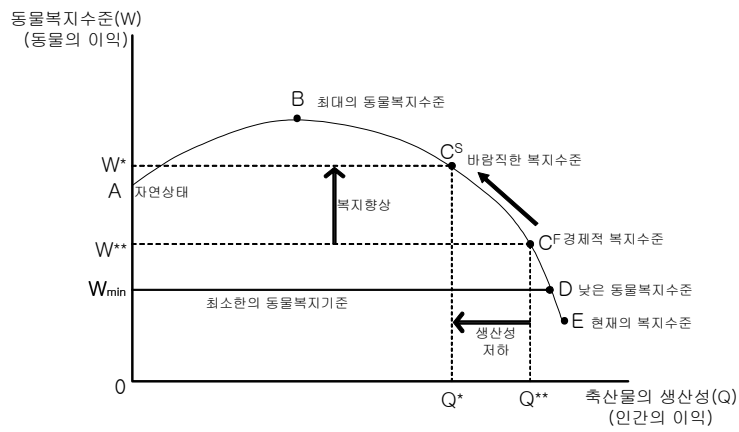 동물복지수준(W)
(동물의 이익)
B 최대의 동물복지수준
C^S 바람직한 복지수준
W*
A 자연상태
복지향상
W**
C^F 경제적 복지수준
Wmin
D 낮은 동물복지수준
최소한의 동물복지기준
E 현재의 복지수준
생산성
저하
0
Q*
Q**
축산물의 생산성(Q)
(인간의 이익)